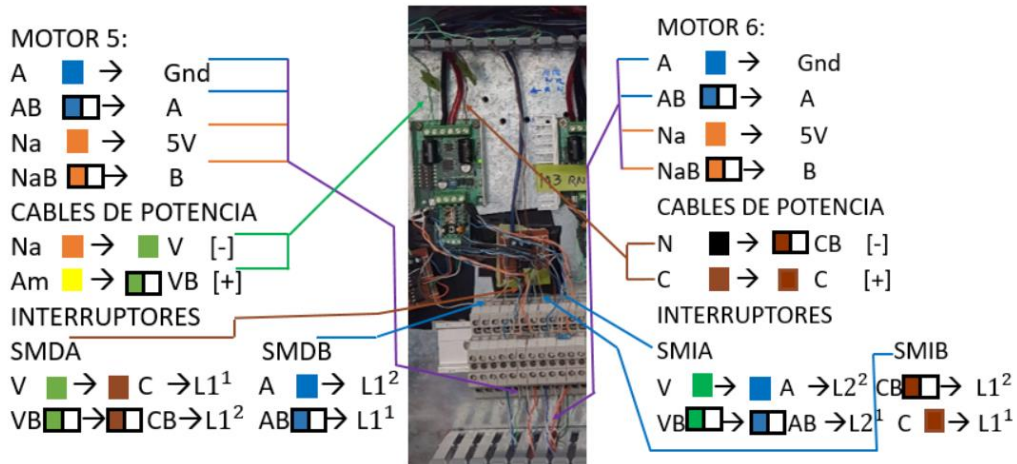 MOTOR 5:
A → Gnd
AB → A
Na → 5V
NaB → B
CABLES DE POTENCIA
Na → V [-]
Am → VB [+]
INTERRUPTORES
SMDA
V → C →L1¹
VB → CB→L1²
SMDB
A → L1²
AB → L1¹
M3 RN
MOTOR 6:
A → Gnd
AB → A
Na → 5V
NaB → B
CABLES DE POTENCIA
N → CB [-]
C → C [+]
INTERRUPTORES
SMIA
V → A →L2²
VB → AB →L2¹
SMIB
CB → L1²
C → L1¹